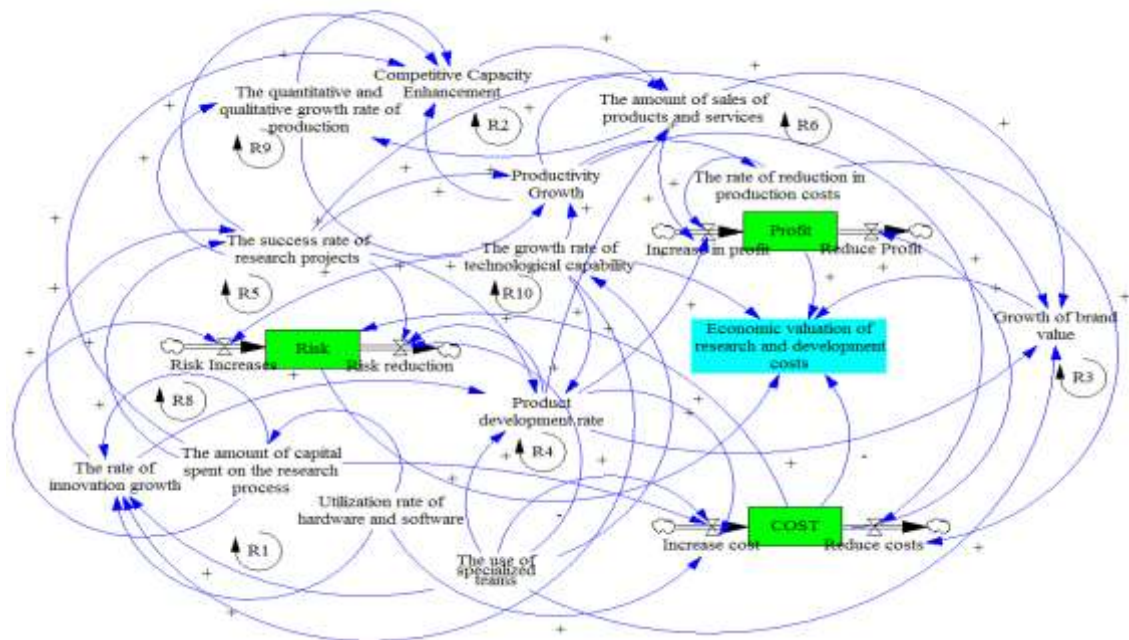 Competitive Capacity
Enhancement
The quantitative and
qualitative growth rate of
production
The amount of sales of
products and services
R2
R6
R9
Productivity
Growth
The rate of reduction in
production costs
The success rate of
research projects
The growth rate of
technological capability
Profit
Increase in profit
Reduce Profit
R5
R10
Growth of brand
value
Economic valuation of
research and development
costs
Risk
Risk Increases
Risk reduction
R3
R8
Product
development rate
R4
The rate of
innovation growth
The amount of capital
spent on the research
process
Utilization rate of
hardware and software
COST
Increase cost
Reduce costs
R1
The use of
specialized
teams